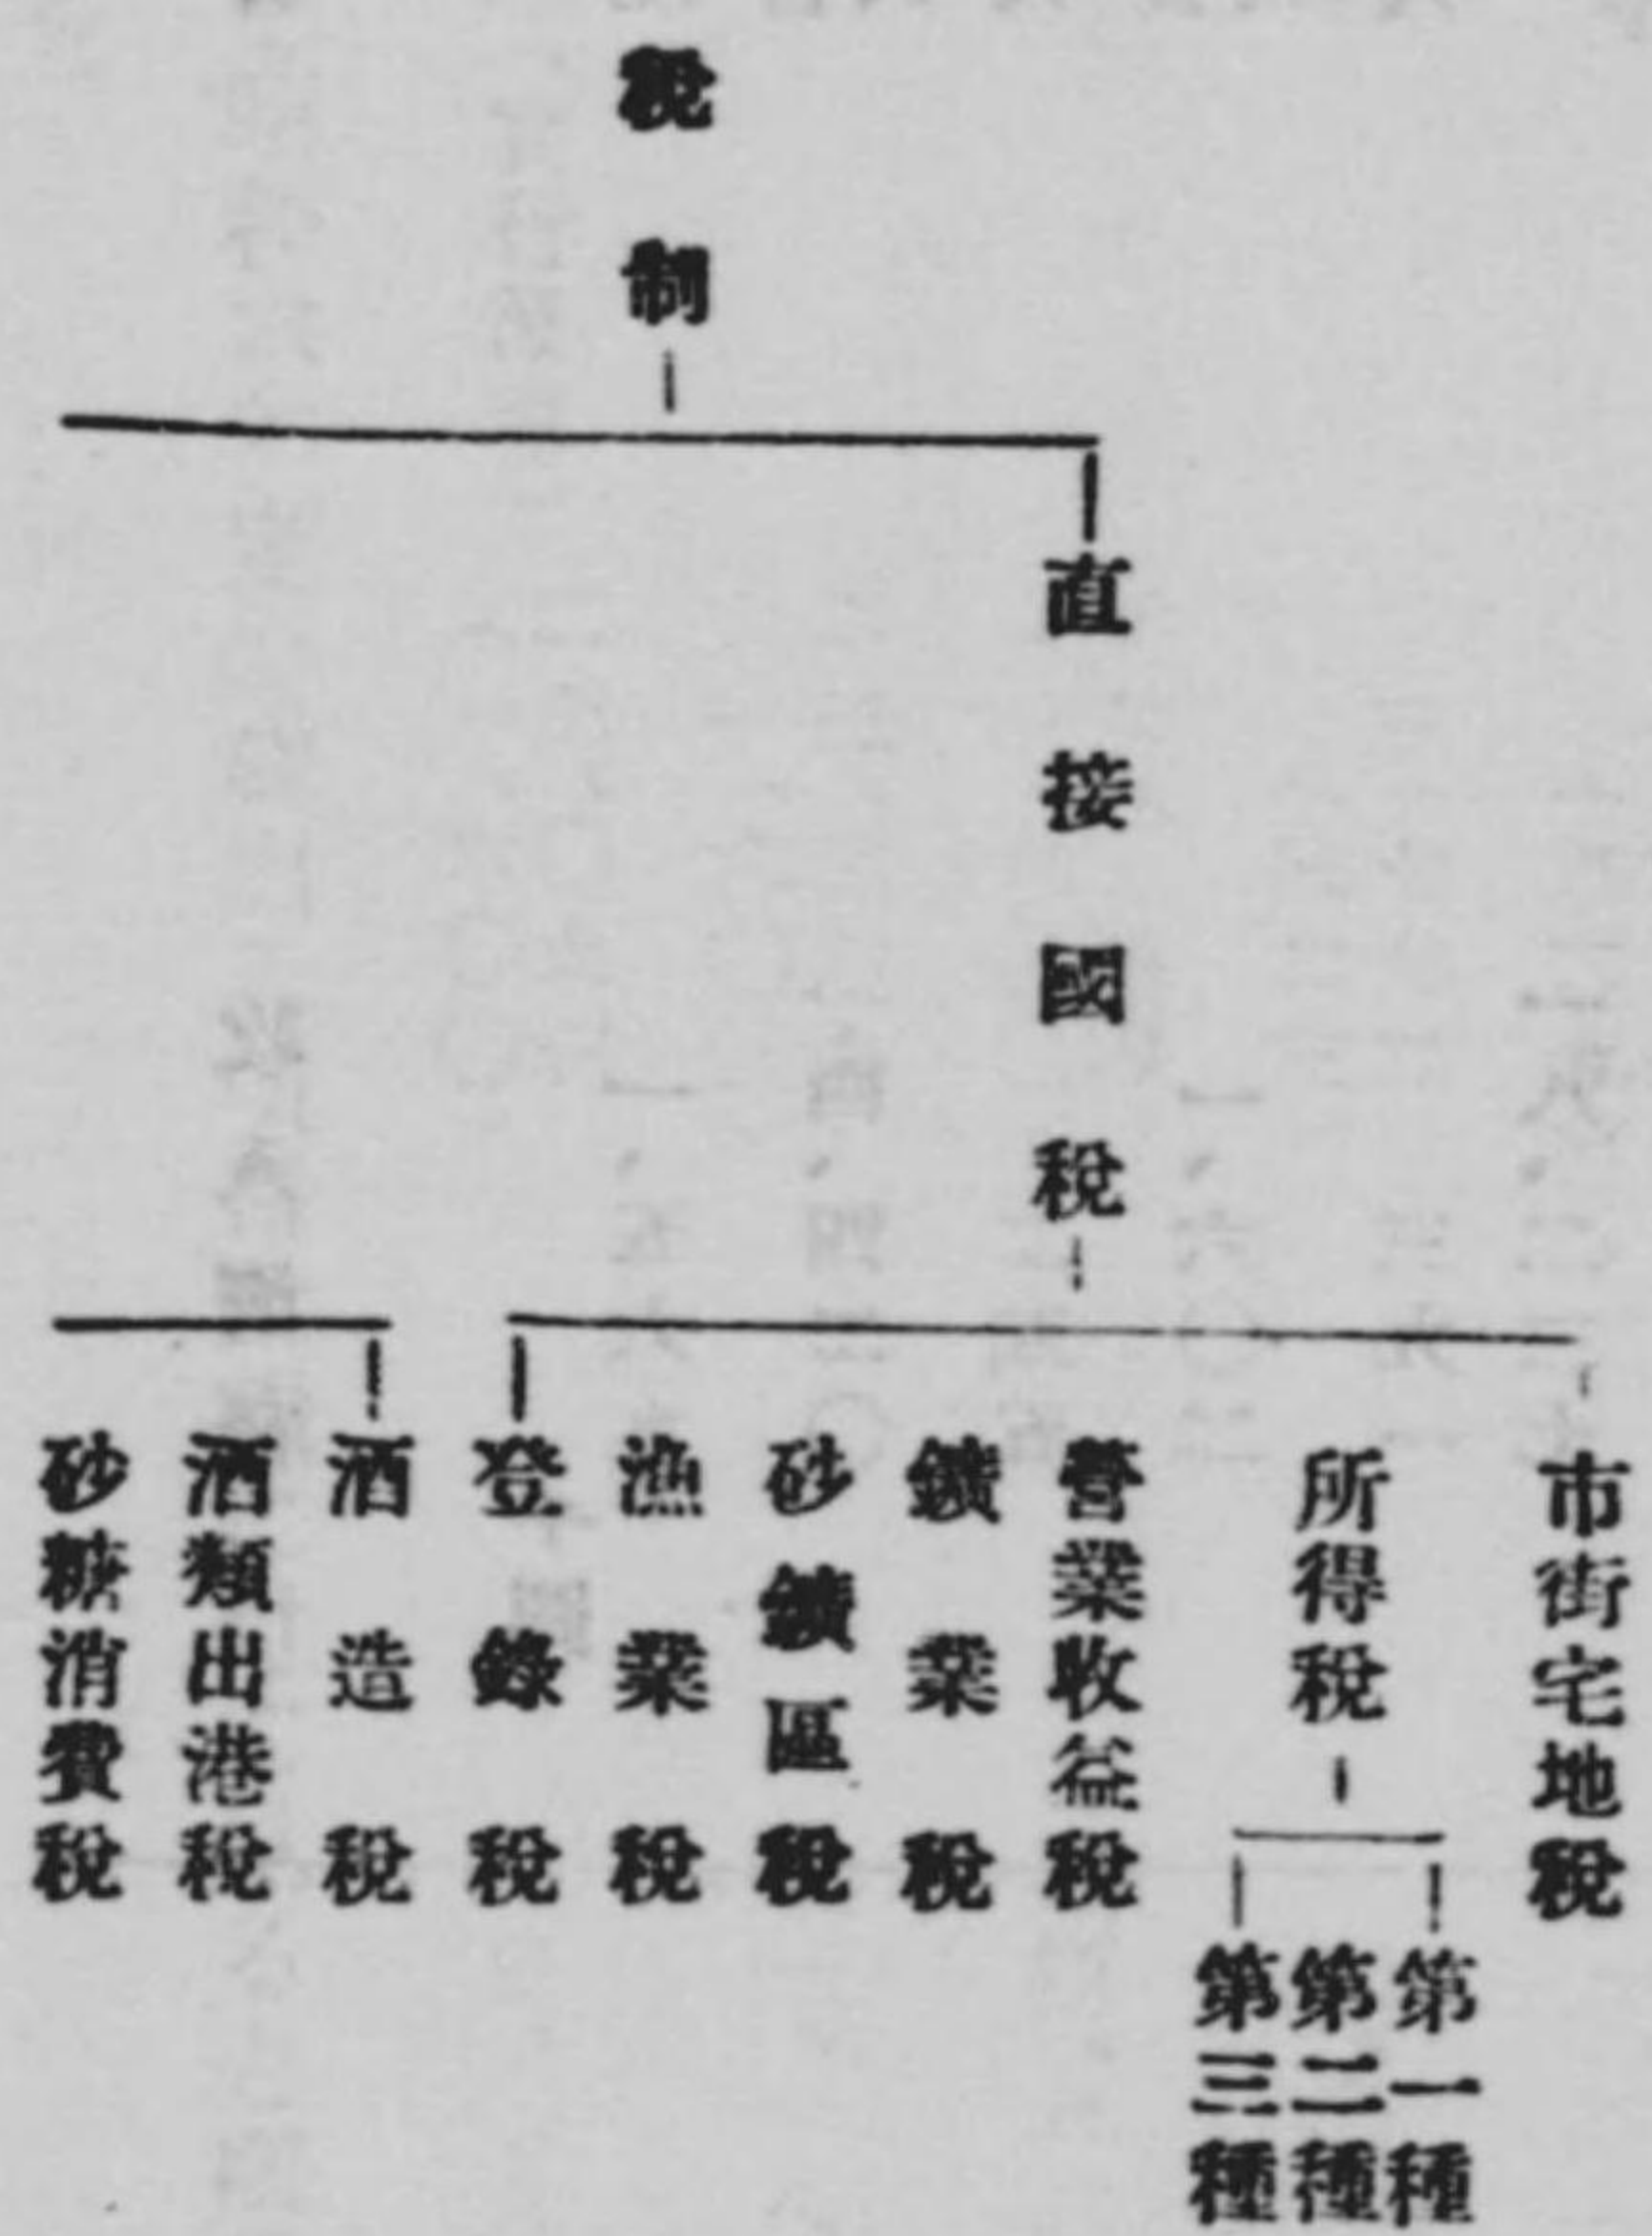 稅制
直接國稅
市街宅地稅
所得稅
第一種
第二種
第三種
營業收益稅
鑛業稅
砂鑛區稅
漁業稅
登錄稅
酒造稅
酒類出港稅
砂糖消費稅